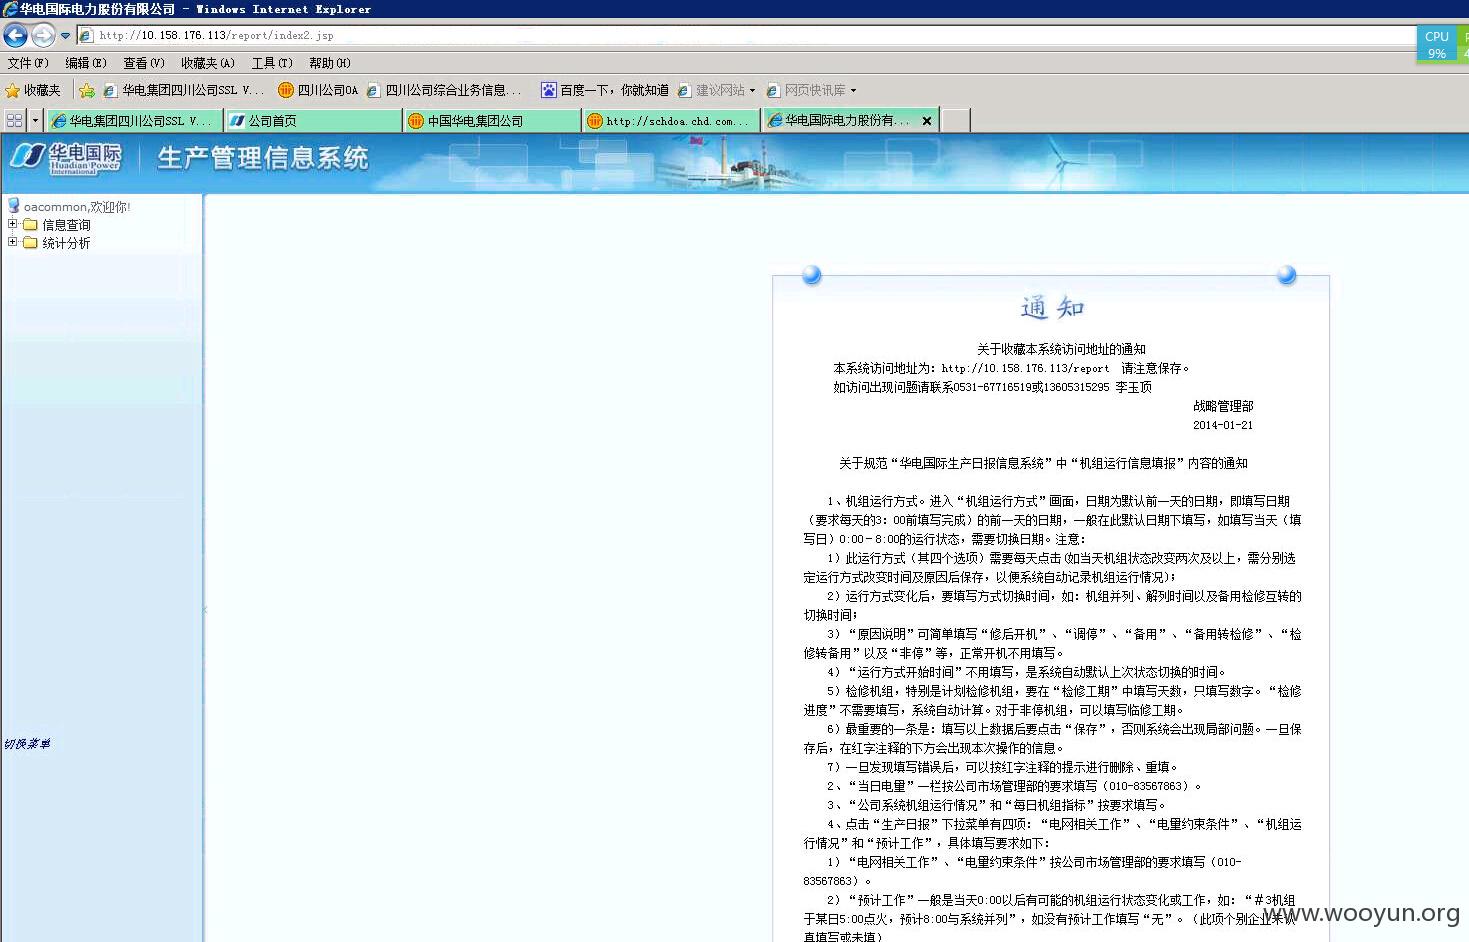 华电国际电力股份有限公司 - Windows Internet Explorer
http://10.158.176.113/report/index2.jsp
CPU
9%
文件(F) 编辑(E) 查看(V) 收藏夹(A) 工具(T) 帮助(H)
收藏夹 华电集团四川公司SSL V... 四川公司OA 四川公司综合业务信息... 百度一下，你就知道 建议网站 网页快讯库
华电集团四川公司SSL V... 公司首页 中国华电集团公司 http://schdoa.chd.com... 华电国际电力股份有...
华电国际 Huadian Power International 生产管理信息系统
oacommon,欢迎你!
信息查询
统计分析
切换菜单
通知
关于收藏本系统访问地址的通知
本系统访问地址为：http://10.158.176.113/report 请注意保存。
如访问出现问题请联系0531-67716519或13605315295 李玉顶
战略管理部
2014-01-21
关于规范“华电国际生产日报信息系统”中“机组运行信息填报”内容的通知
1、机组运行方式。进入“机组运行方式”画面，日期为默认前一天的日期，即填写日期
（要求每天的3：00前填写完成）的前一天的日期，一般在此默认日期下填写，如填写当天（填
写日）0:00－8:00的运行状态，需要切换日期。注意：
1）此运行方式（其四个选项）需要每天点击(如当天机组状态改变两次及以上，需分别选
定运行方式改变时间及原因后保存，以便系统自动记录机组运行情况)；
2）运行方式变化后，要填写方式切换时间，如：机组并列、解列时间以及备用检修互转的
切换时间；
3）“原因说明”可简单填写“修后开机”、“调停”、“备用”、“备用转检修”、“检
修转备用”以及“非停”等，正常开机不用填写。
4）“运行方式开始时间”不用填写，是系统自动默认上次状态切换的时间。
5）检修机组，特别是计划检修机组，要在“检修工期”中填写天数，只填写数字。“检修
进度”不需要填写，系统自动计算。对于非停机组，可以填写临修工期。
6）最重要的一条是：填写以上数据后要点击“保存”，否则系统会出现局部问题。一旦保
存后，在红字注释的下方会出现本次操作的信息。
7）一旦发现填写错误后，可以按红字注释的提示进行删除、重填。
2、“当日电量”一栏按公司市场管理部的要求填写（010-83567863）。
3、“公司系统机组运行情况”和“每日机组指标”按要求填写。
4、点击“生产日报”下拉菜单有四项：“电网相关工作”、“电量约束条件”、“机组运
行情况”和“预计工作”，具体填写要求如下：
1）“电网相关工作”、“电量约束条件”按公司市场管理部的要求填写（010-
83567863）。
2）“预计工作”一般是当天0:00以后有可能的机组运行状态变化或工作，如：“＃3机组
于某日5:00点火，预计8:00与系统并列”，如没有预计工作填写“无”。（此项个别企业未认
真填写或未填）
www.wooyun.org